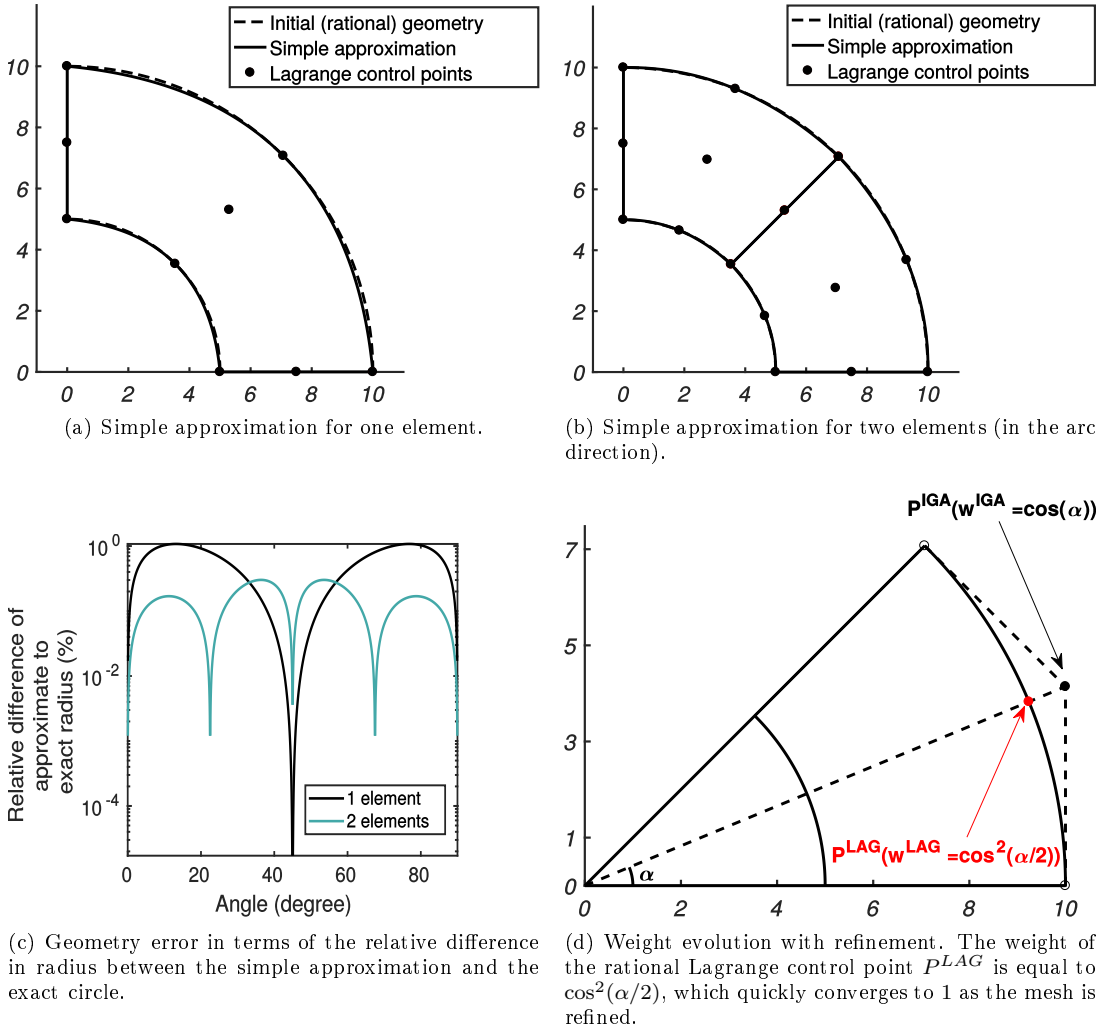 Initial (rational) geometry
Simple approximation
Lagrange control points
10
8
6
4
2
0
0 2 4 6 8 10
(a) Simple approximation for one element.
Initial (rational) geometry
Simple approximation
Lagrange control points
10
8
6
4
2
0
0 2 4 6 8 10
(b) Simple approximation for two elements (in the arc
direction).
Relative difference of
approximate to
exact radius (%)
10^0
10^-2
10^-4
1 element
2 elements
0 20 40 60 80
Angle (degree)
(c) Geometry error in terms of the relative difference
in radius between the simple approximation and the
exact circle.
P^IGA(w^IGA =cos(α))
7
5
3
1
0
P^LAG(w^LAG =cos^2(α/2))
α
0 2 4 6 8 10
(d) Weight evolution with refinement. The weight of
the rational Lagrange control point P^LAG is equal to
cos^2(α/2), which quickly converges to 1 as the mesh is
refined.